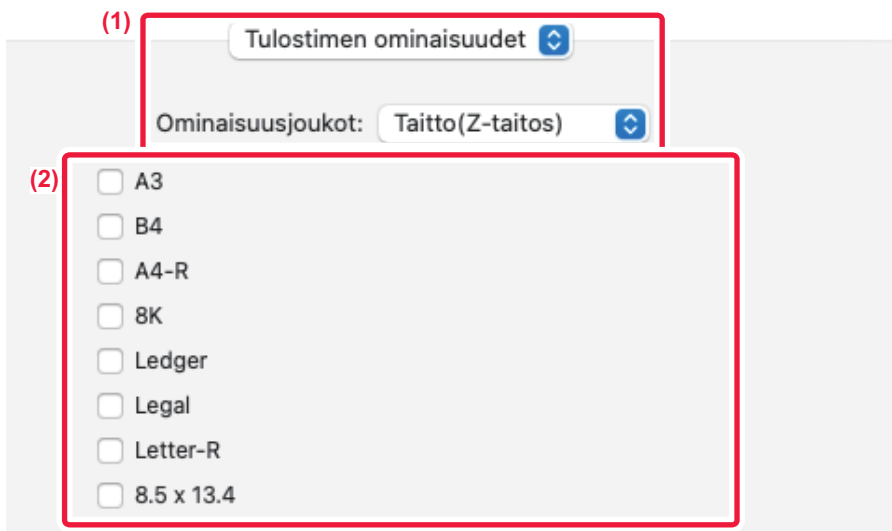 (1)
Tulostimen ominaisuudet
Ominaisuusjoukot: Taitto(Z-taitos)
(2)
A3
B4
A4-R
8K
Ledger
Legal
Letter-R
8.5 x 13.4